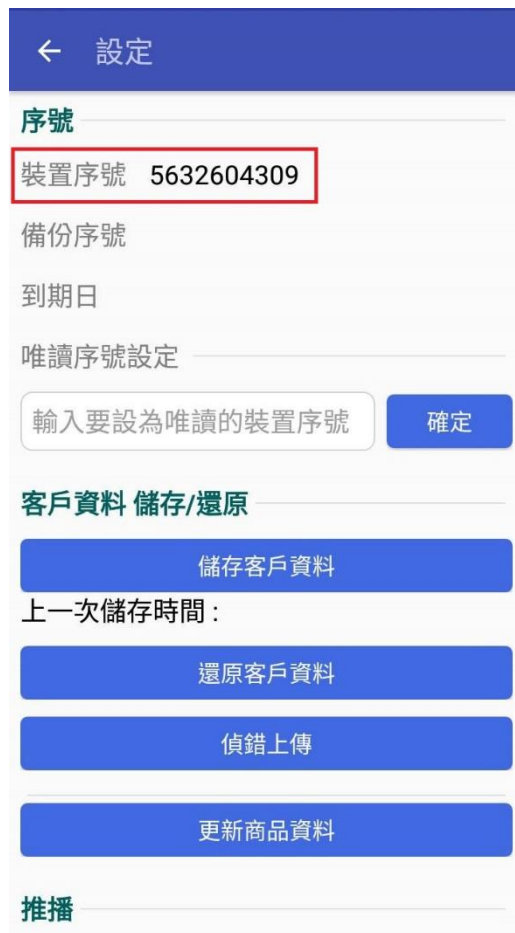 設定
序號
裝置序號 5632604309
備份序號
到期日
唯讀序號設定
輸入要設為唯讀的裝置序號 確定
客戶資料 儲存/還原
儲存客戶資料
上一次儲存時間 :
還原客戶資料
偵錯上傳
更新商品資料
推播